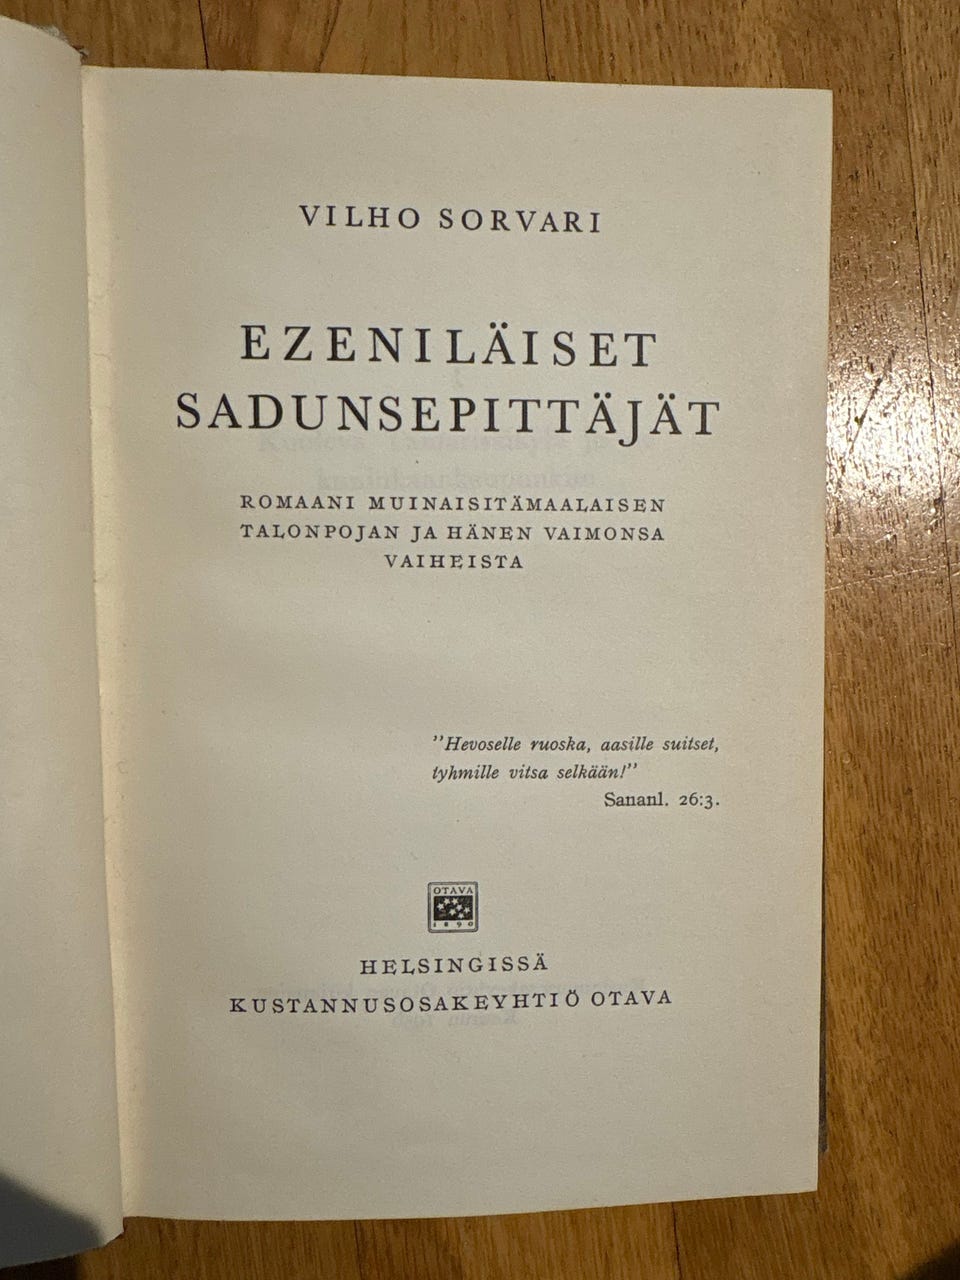 VILHO SORVARI
EZENILÄISET
SADUNSEPITTÄJÄT
ROMAANI MUINAISITÄMAALAISEN
TALONPOJAN JA HÄNEN VAIMONSA
VAIHEISTA
"Hevoselle ruoska, aasille suitset,
tyhmille vitsa selkään!"
Sananl. 26:3.
OTAVA
1890
HELSINGISSÄ
KUSTANNUSOSAKEYHTIÖ OTAVA